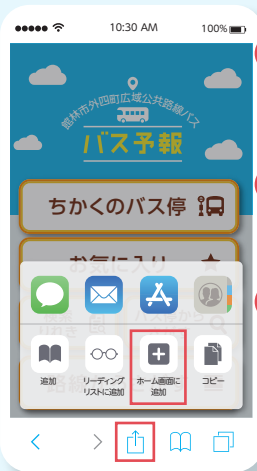 10:30 AM
100%
館林市外四町広域公共路線バス
バス予報
ちかくのバス停
お気に入り
追加
リーディング
リストに追加
ホーム画面に
追加
コピー